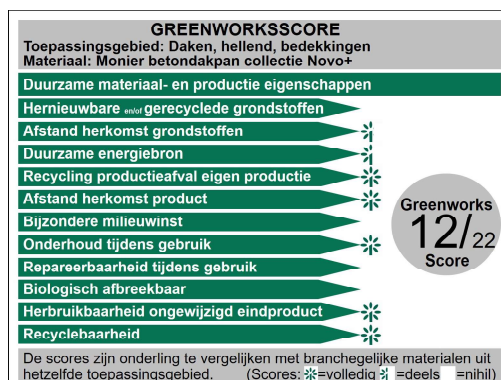 GREENWORKSSCORE
Toepassingsgebied: Daken, hellend, bedekkingen
Materiaal: Monier betondakpan collectie Novo+
Duurzame materiaal- en productie eigenschappen
Hernieuwbare en/of gerecyclede grondstoffen
Afstand herkomst grondstoffen
Duurzame energiebron
Recycling productieafval eigen productie
Afstand herkomst product
Bijzondere milieuwinst
Onderhoud tijdens gebruik
Repareerbaarheid tijdens gebruik
Biologisch afbreekbaar
Herbruikbaarheid ongewijzigd eindproduct
Recyclebaarheid
Greenworks
12/22
Score
De scores zijn onderling te vergelijken met branchegelijke materialen uit
hetzelfde toepassingsgebied. (Scores: =volledig =deels =nihil)